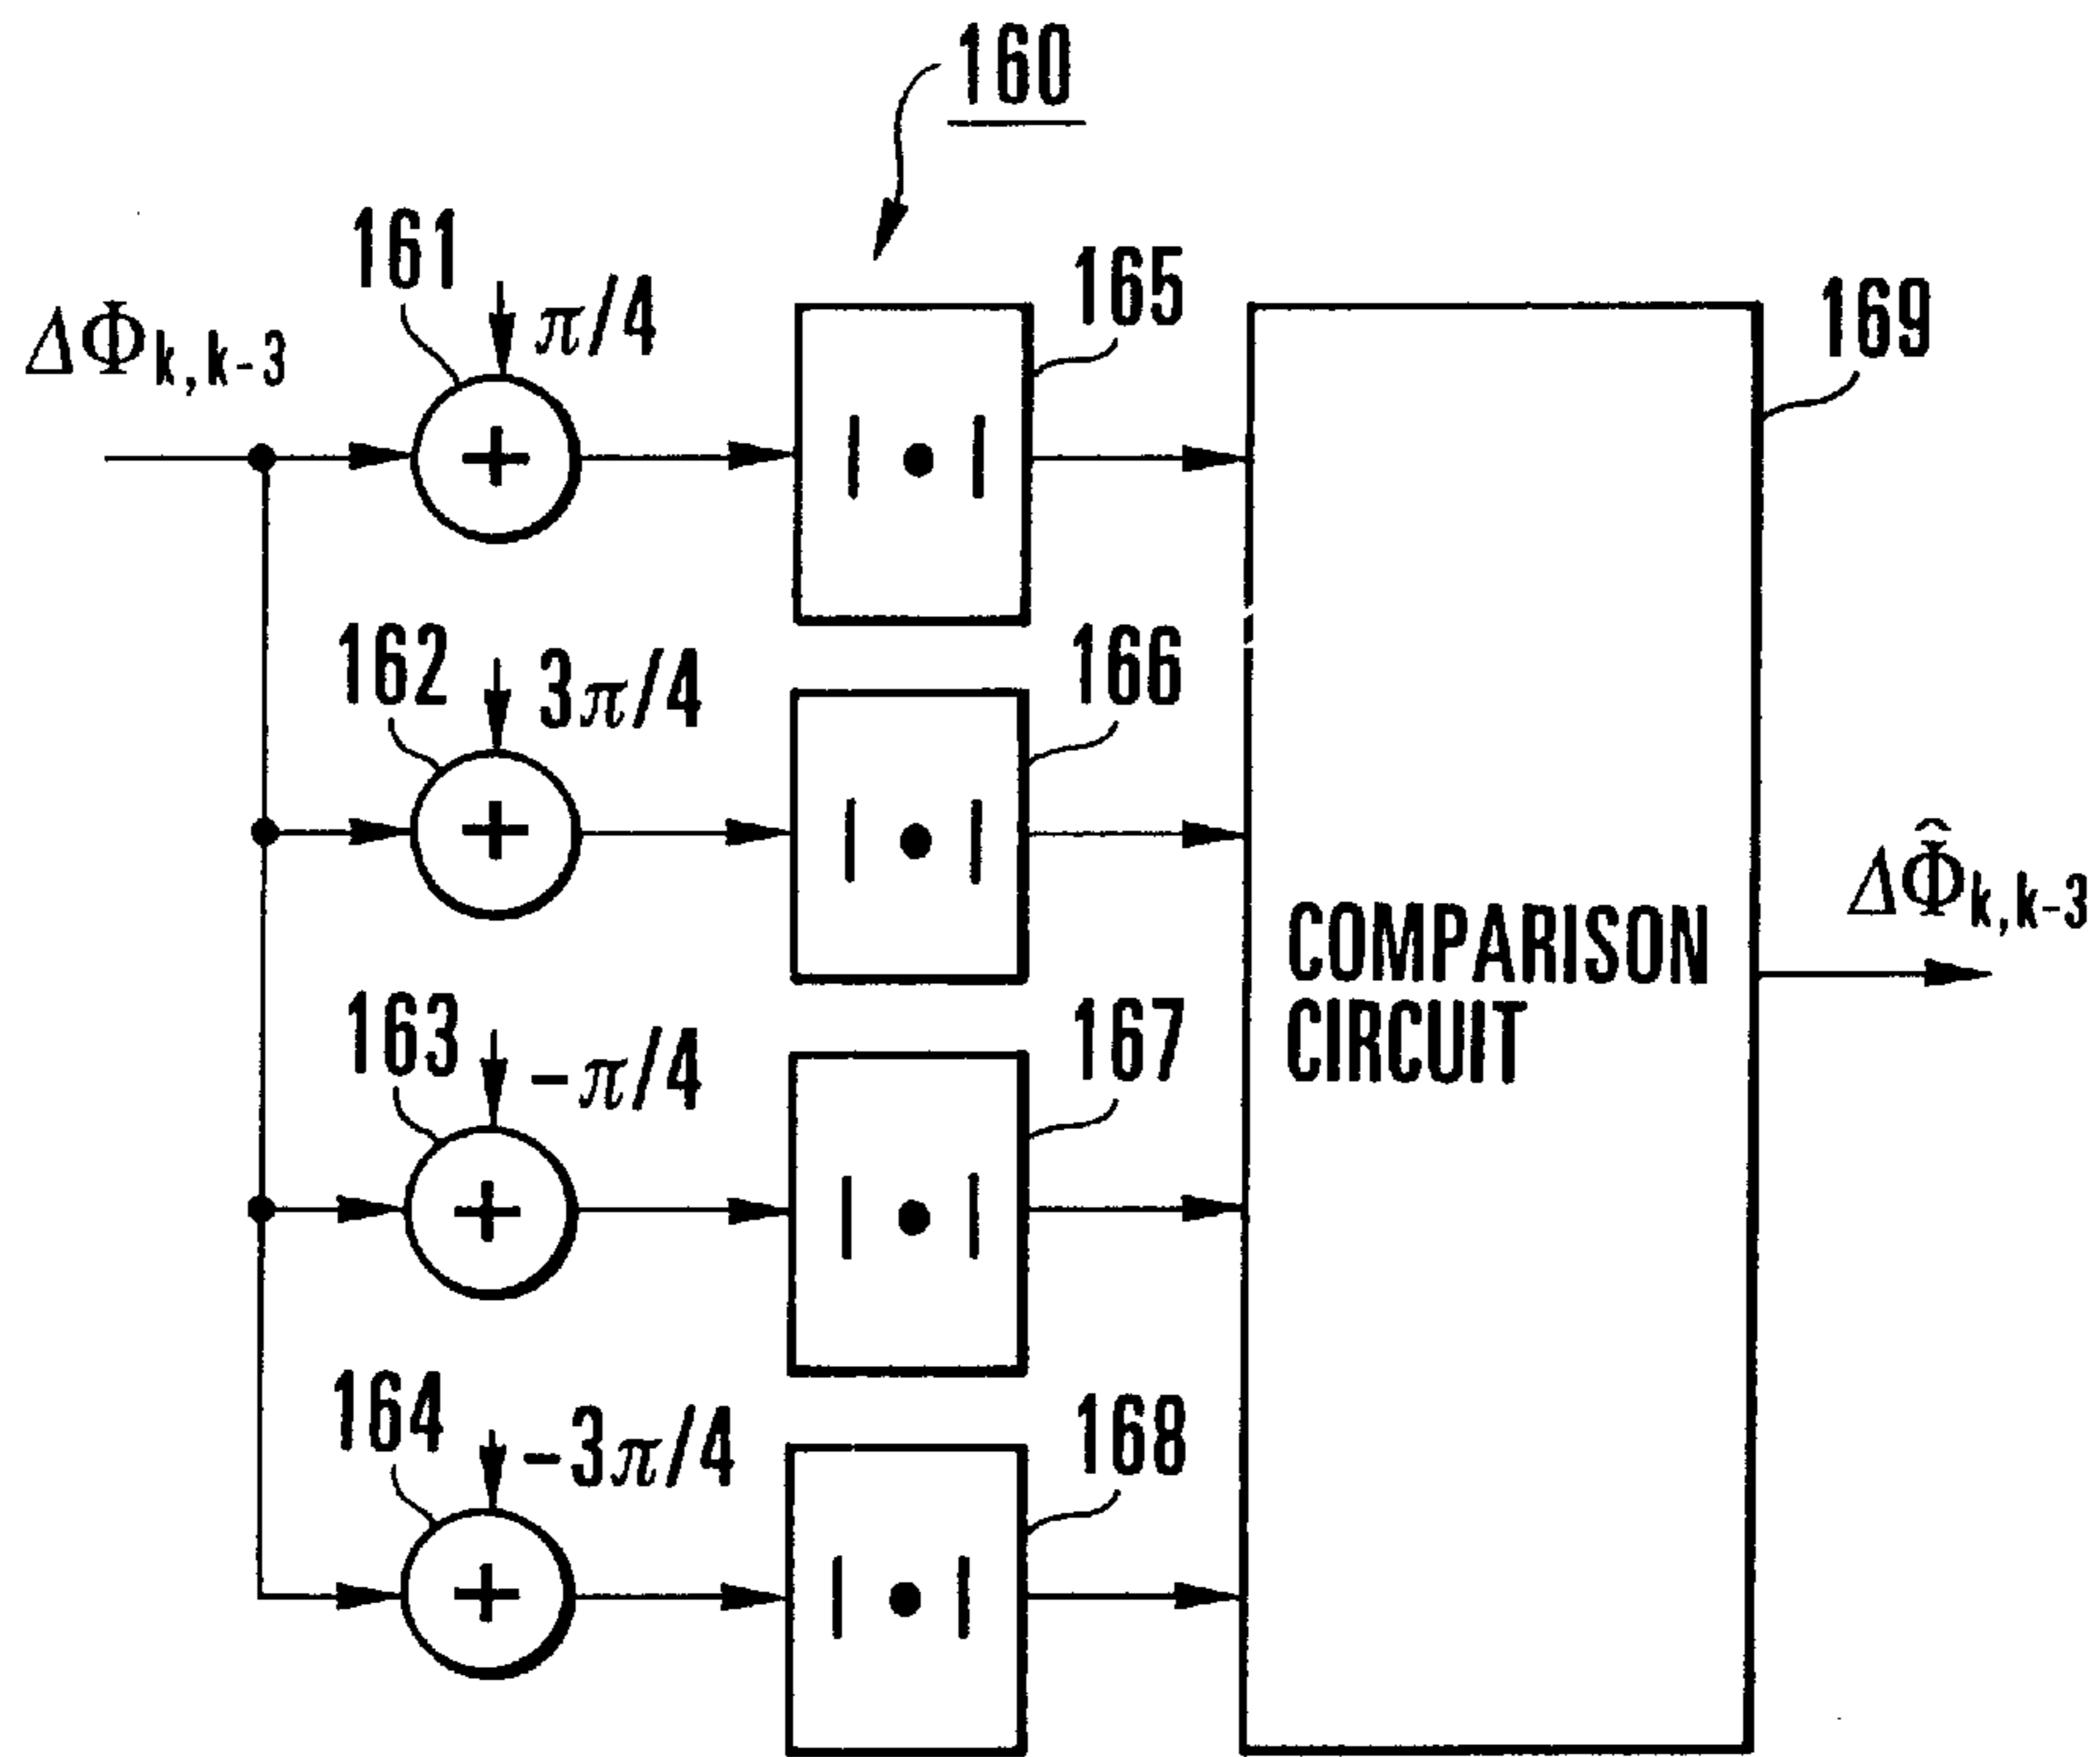 160
161
π/4
165
169
ΔΦk,k-3
+
|•|
162
3π/4
166
+
|•|
ΔΦ̂k,k-3
COMPARISON
CIRCUIT
163
-π/4
167
+
|•|
164
-3π/4
168
+
|•|